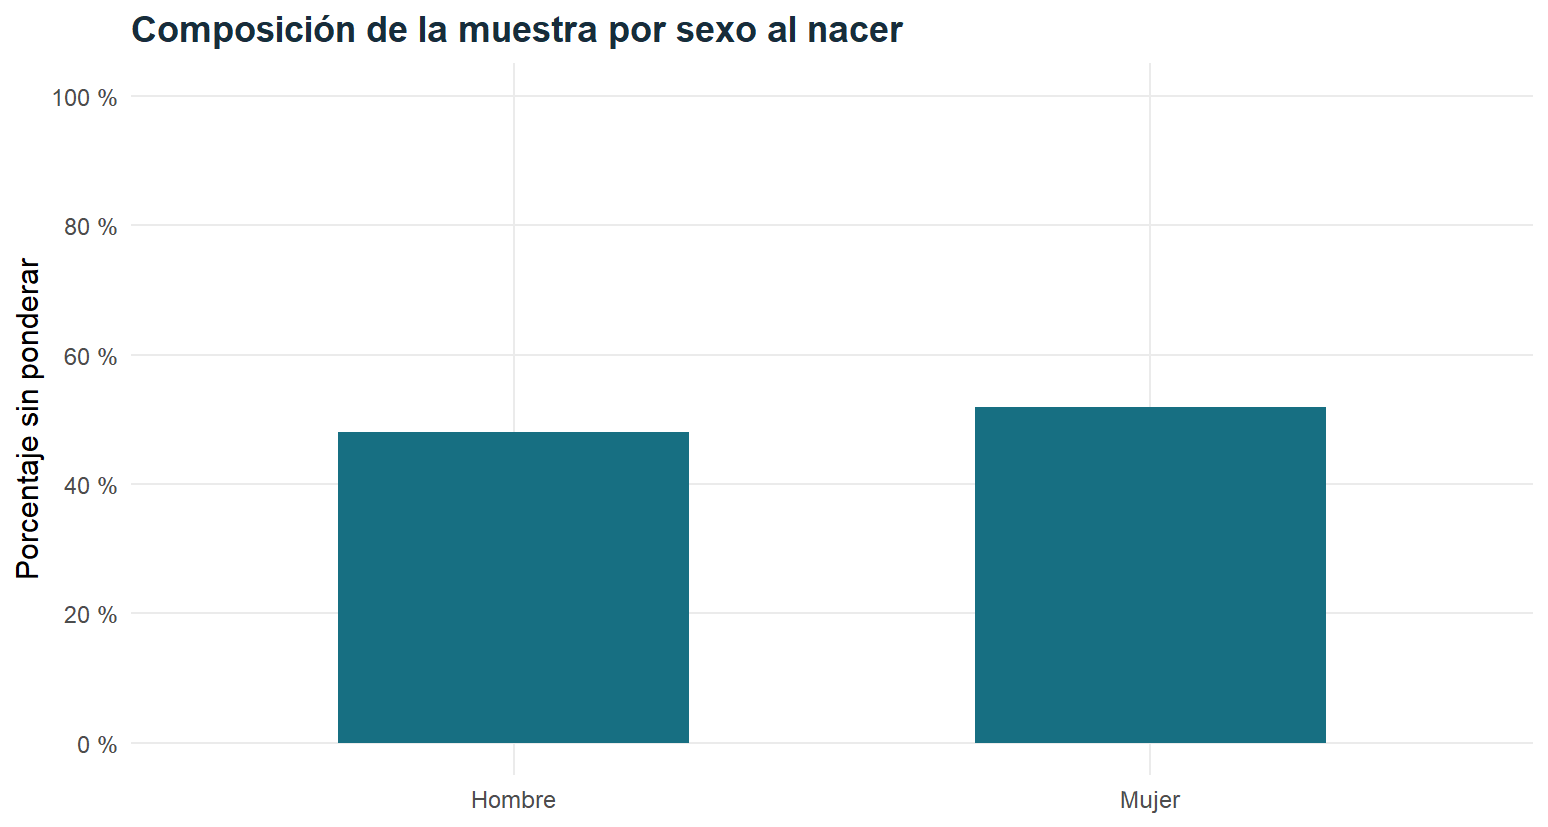 Composición de la muestra por sexo al nacer
Porcentaje sin ponderar
100 %
80 %
60 %
40 %
20 %
0 %
Hombre
Mujer